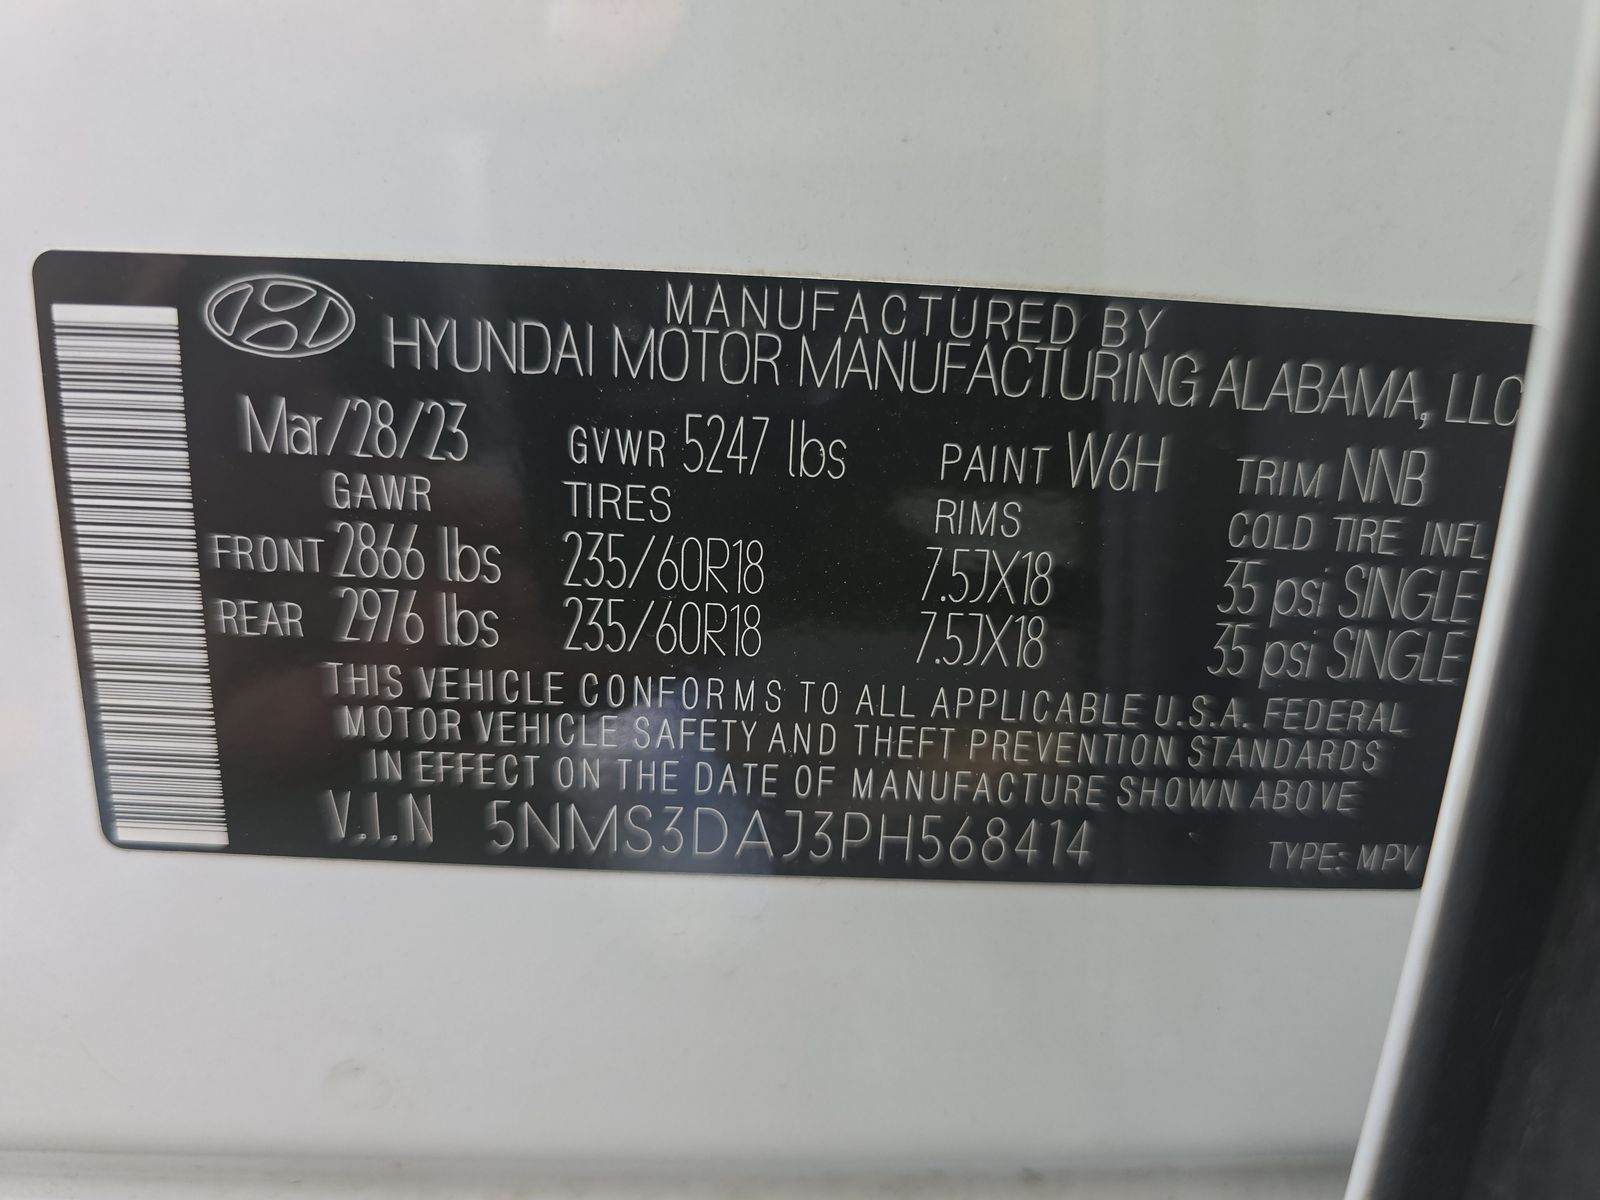 MANUFACTURED BY
HYUNDAI MOTOR MANUFACTURING ALABAMA, LLC
Mar/28/23 GVWR 5247 lbs PAINT W6H TRIM NNB
GAWR TIRES RIMS COLD TIRE INFL
FRONT 2866 lbs 235/60R18 7.5JX18 35 psi SINGLE
REAR 2976 lbs 235/60R18 7.5JX18 35 psi SINGLE
THIS VEHICLE CONFORMS TO ALL APPLICABLE U.S.A. FEDERAL
MOTOR VEHICLE SAFETY AND THEFT PREVENTION STANDARDS
IN EFFECT ON THE DATE OF MANUFACTURE SHOWN ABOVE
V.I.N 5NMS3DAJ3PH568414 TYPE: MPV